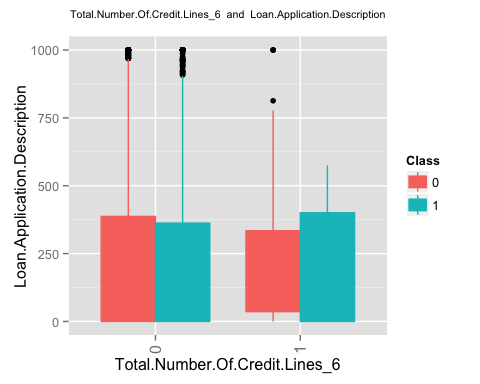 Total.Number.Of.Credit.Lines_6 and Loan.Application.Description
1000
750
500
250
0
Loan.Application.Description
0
1
Total.Number.Of.Credit.Lines_6
Class
0
1